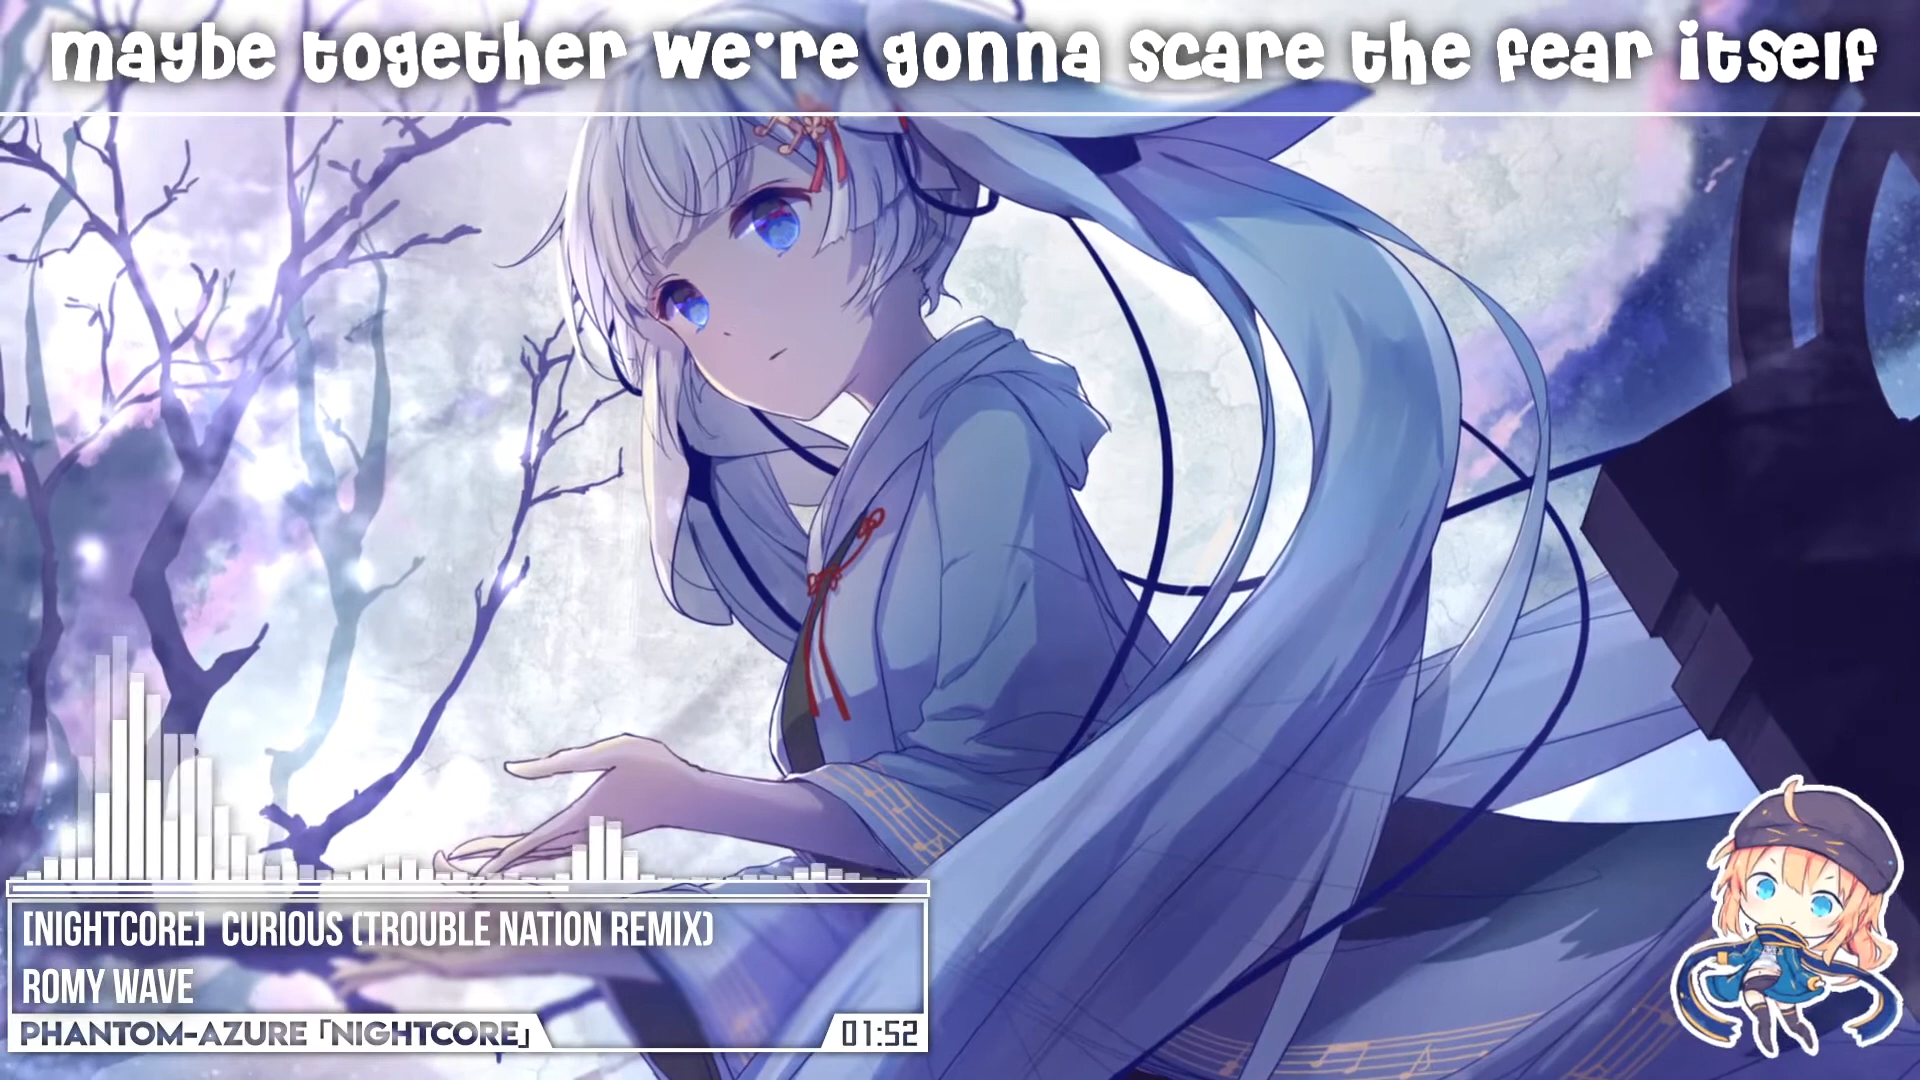 maybe together we're gonna scare the fear itself
[NIGHTCORE] CURIOUS (TROUBLE NATION REMIX)
ROMY WAVE
PHANTOM-AZURE「NIGHTCORE」
01:52